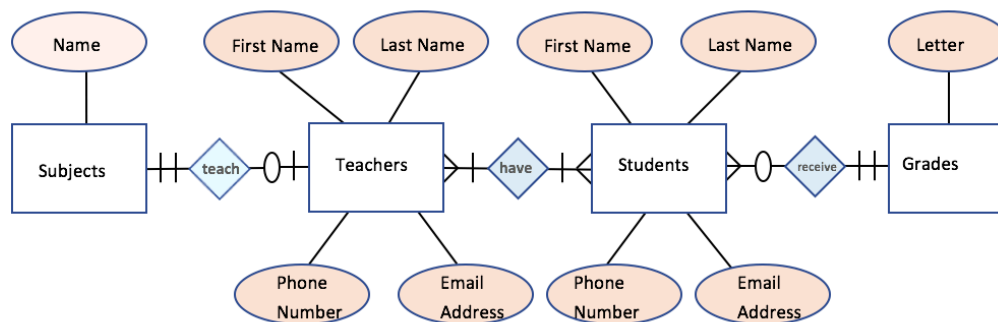 Name
First Name
Last Name
First Name
Last Name
Letter
Subjects
teach
Teachers
have
Students
receive
Grades
Phone
Number
Email
Address
Phone
Number
Email
Address